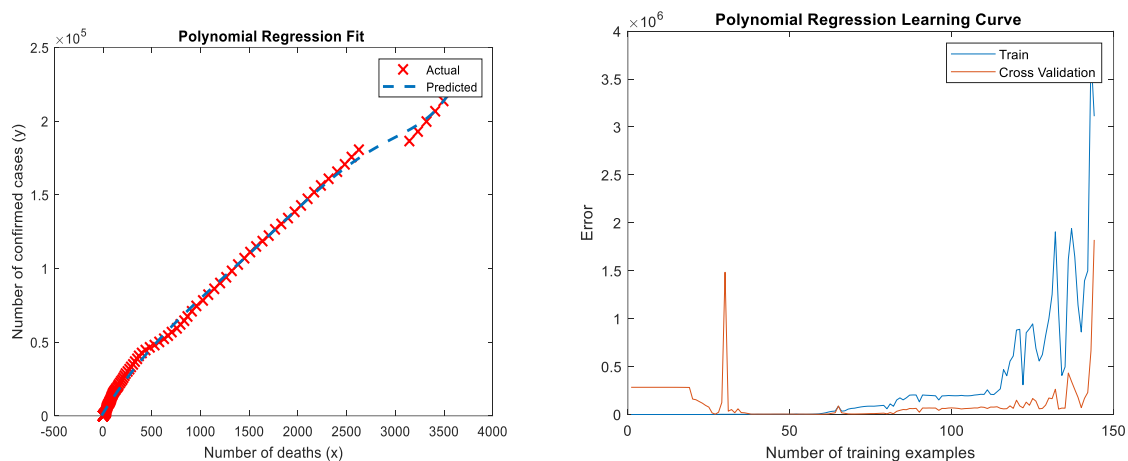 Polynomial Regression Fit
×10^5
2.5
2
1.5
1
0.5
0
-500 0 500 1000 1500 2000 2500 3000 3500 4000
Number of confirmed cases (y)
Number of deaths (x)
Actual
Predicted
Polynomial Regression Learning Curve
×10^6
4
3.5
3
2.5
2
1.5
1
0.5
0
0 50 100 150
Error
Number of training examples
Train
Cross Validation